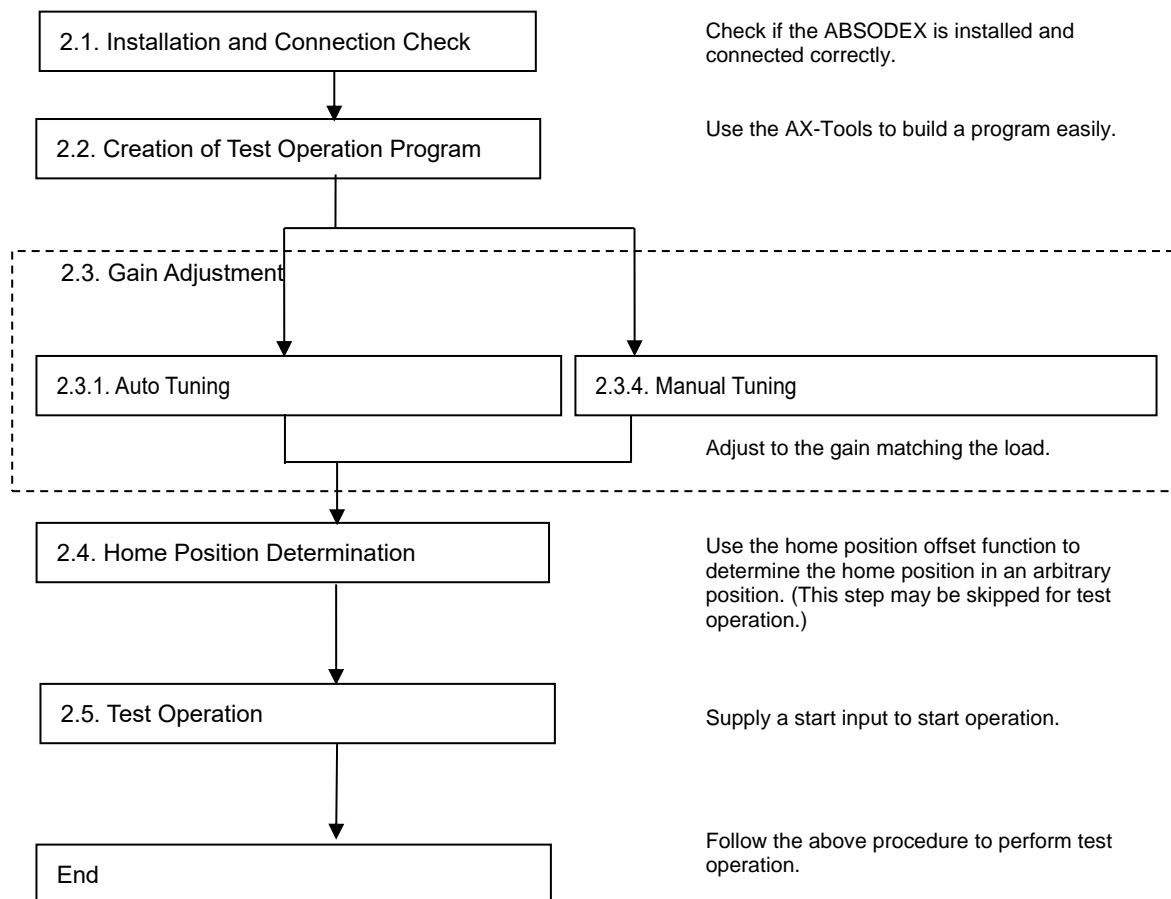 2.1. Installation and Connection Check
Check if the ABSODEX is installed and
connected correctly.
2.2. Creation of Test Operation Program
Use the AX-Tools to build a program easily.
2.3. Gain Adjustment
2.3.1. Auto Tuning
2.3.4. Manual Tuning
Adjust to the gain matching the load.
2.4. Home Position Determination
Use the home position offset function to
determine the home position in an arbitrary
position. (This step may be skipped for test
operation.)
2.5. Test Operation
Supply a start input to start operation.
End
Follow the above procedure to perform test
operation.